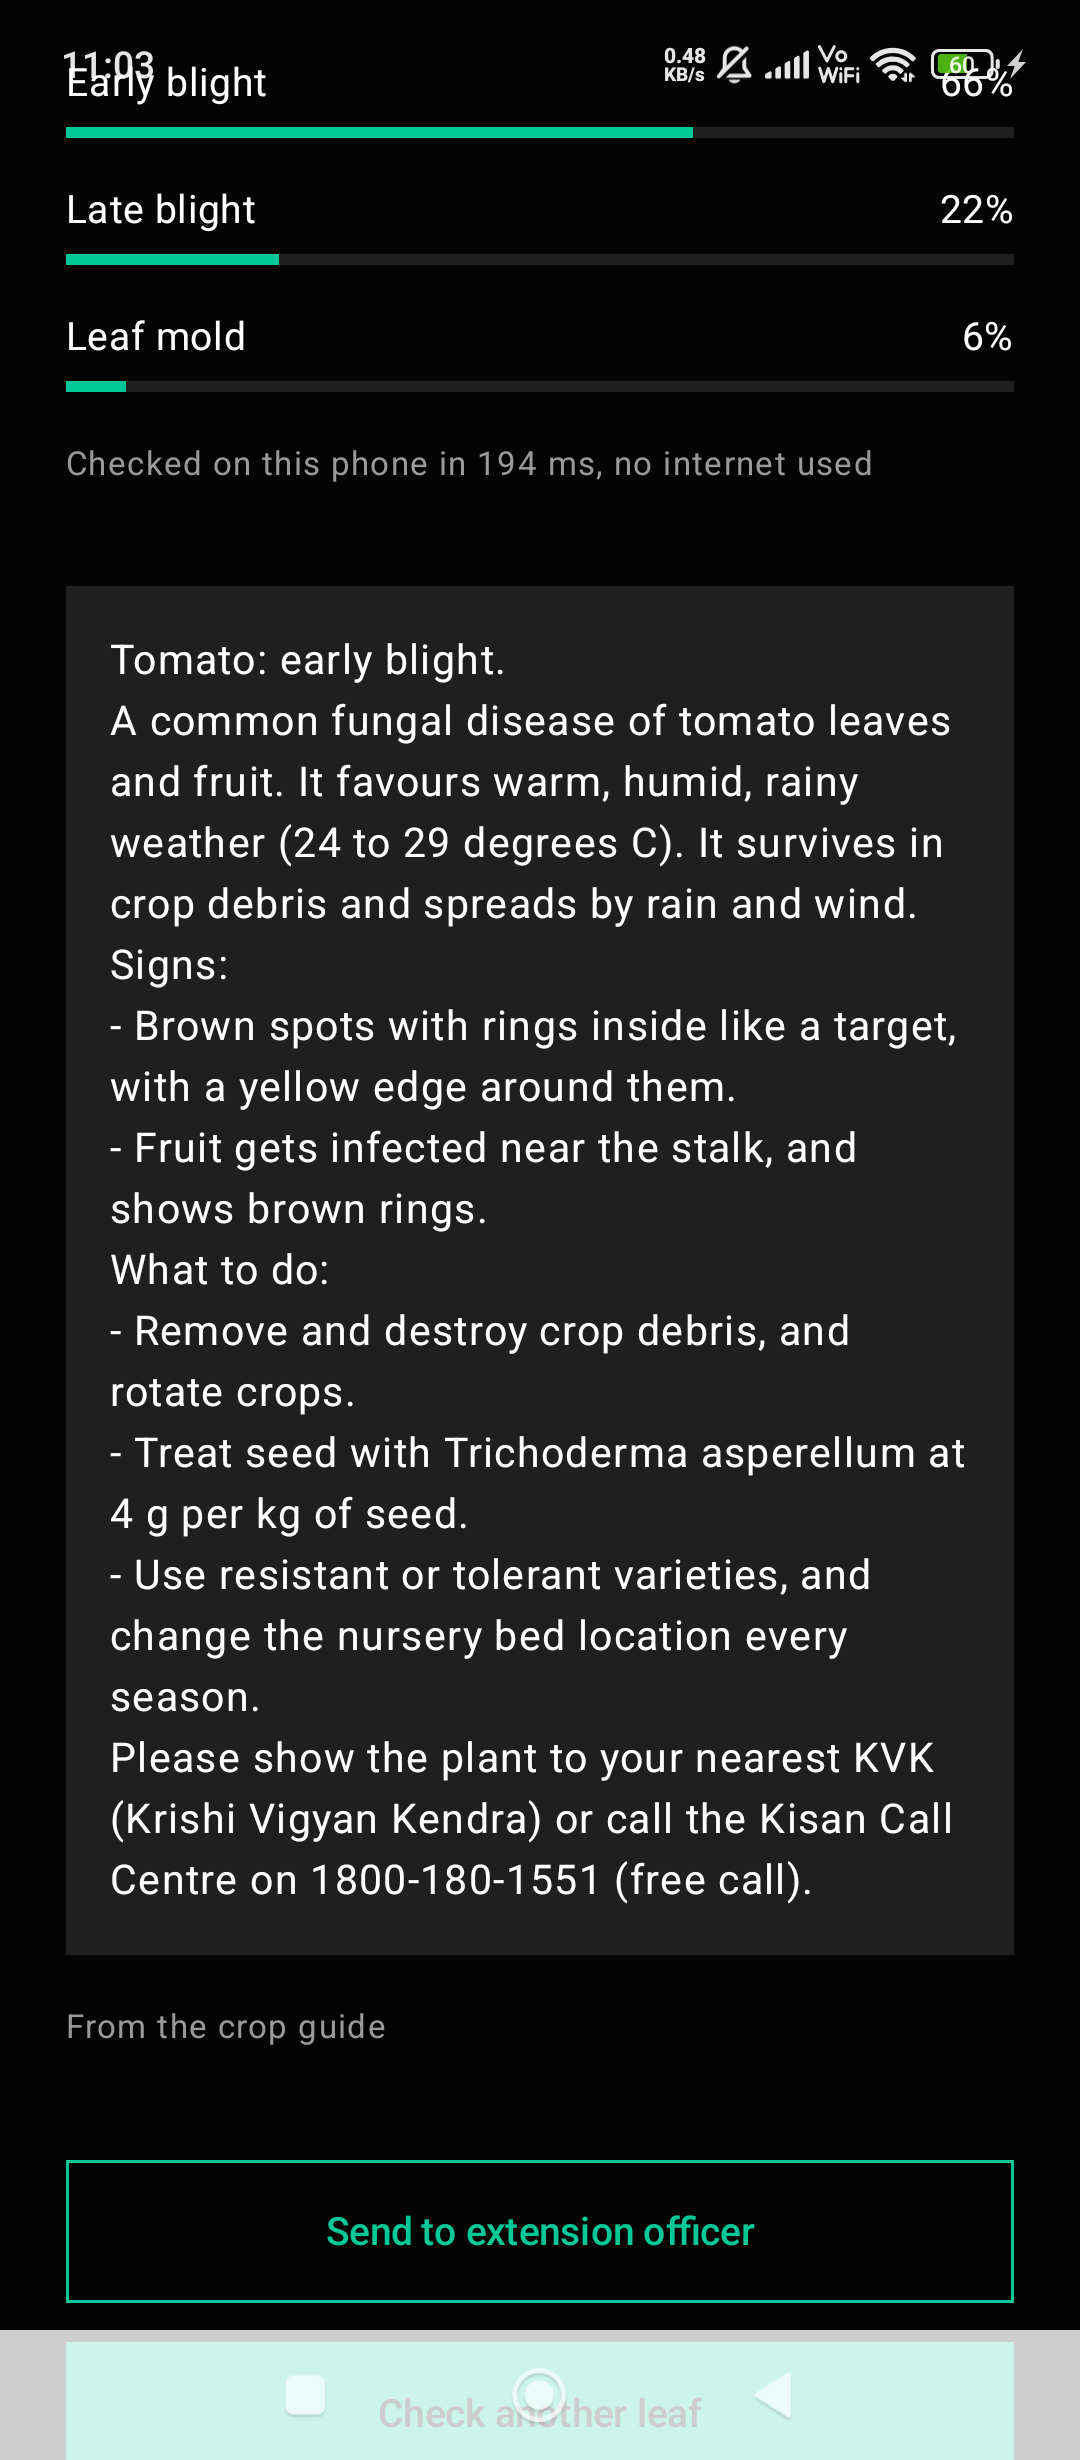 11:03
0.48 KB/s
Vo WiFi
60
Early blight 66%
Late blight 22%
Leaf mold 6%
Checked on this phone in 194 ms, no internet used
Tomato: early blight.
A common fungal disease of tomato leaves
and fruit. It favours warm, humid, rainy
weather (24 to 29 degrees C). It survives in
crop debris and spreads by rain and wind.
Signs:
- Brown spots with rings inside like a target,
with a yellow edge around them.
- Fruit gets infected near the stalk, and
shows brown rings.
What to do:
- Remove and destroy crop debris, and
rotate crops.
- Treat seed with Trichoderma asperellum at
4 g per kg of seed.
- Use resistant or tolerant varieties, and
change the nursery bed location every
season.
Please show the plant to your nearest KVK
(Krishi Vigyan Kendra) or call the Kisan Call
Centre on 1800-180-1551 (free call).
From the crop guide
Send to extension officer
Check another leaf